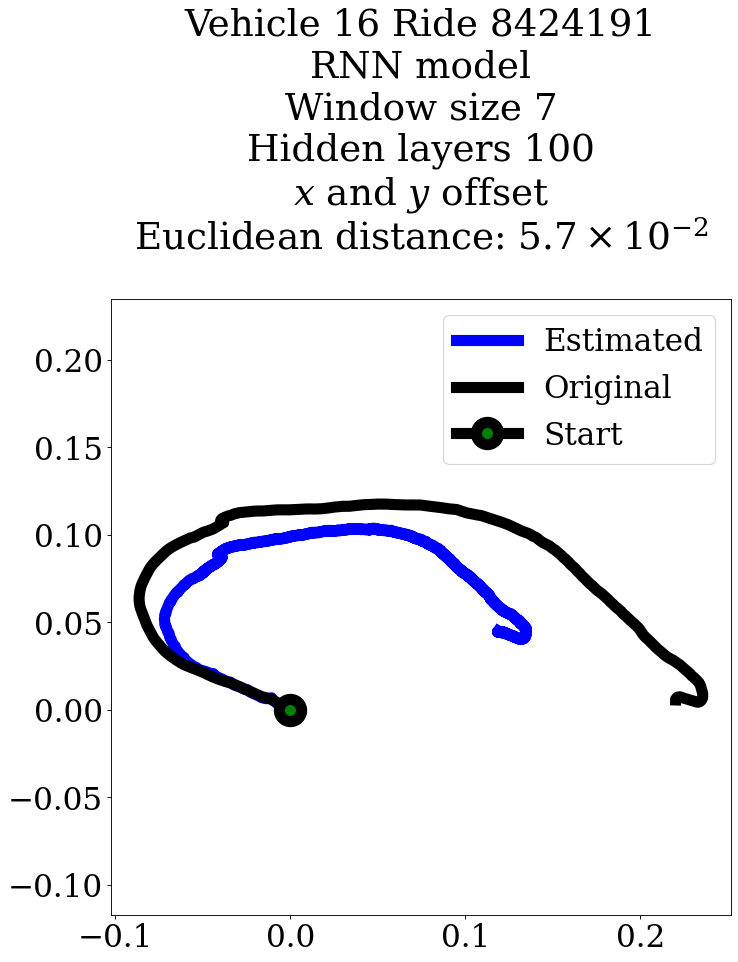 Vehicle 16 Ride 8424191
RNN model
Window size 7
Hidden layers 100
x and y offset
Euclidean distance: 5.7 × 10⁻²
Estimated
Original
Start
0.20
0.15
0.10
0.05
0.00
−0.05
−0.10
−0.1 0.0 0.1 0.2